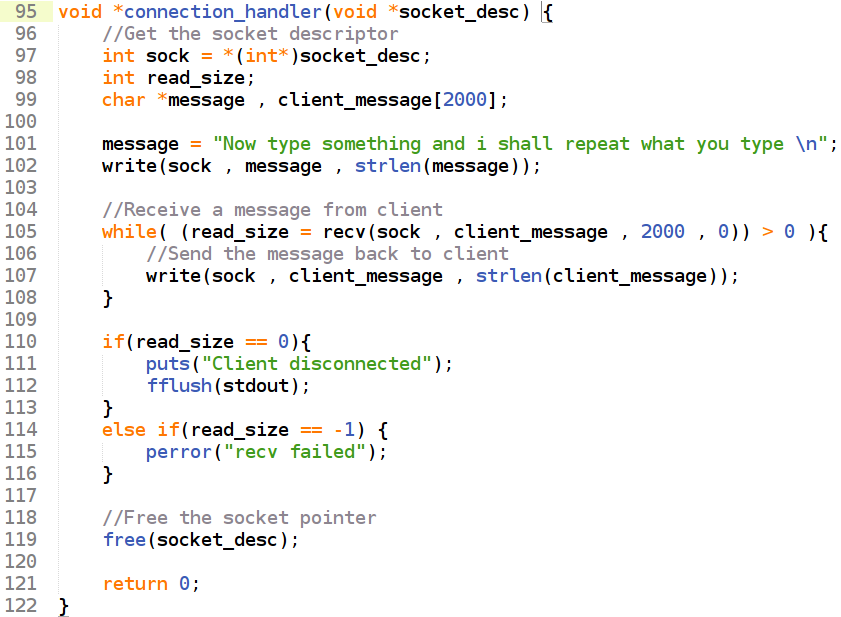 95 void *connection_handler(void *socket_desc) {
96     //Get the socket descriptor
97     int sock = *(int*)socket_desc;
98     int read_size;
99     char *message , client_message[2000];
100
101     message = "Now type something and i shall repeat what you type \n";
102     write(sock , message , strlen(message));
103
104     //Receive a message from client
105     while( (read_size = recv(sock , client_message , 2000 , 0)) > 0 ){
106         //Send the message back to client
107         write(sock , client_message , strlen(client_message));
108     }
109
110     if(read_size == 0){
111         puts("Client disconnected");
112         fflush(stdout);
113     }
114     else if(read_size == -1) {
115         perror("recv failed");
116     }
117
118     //Free the socket pointer
119     free(socket_desc);
120
121     return 0;
122 }